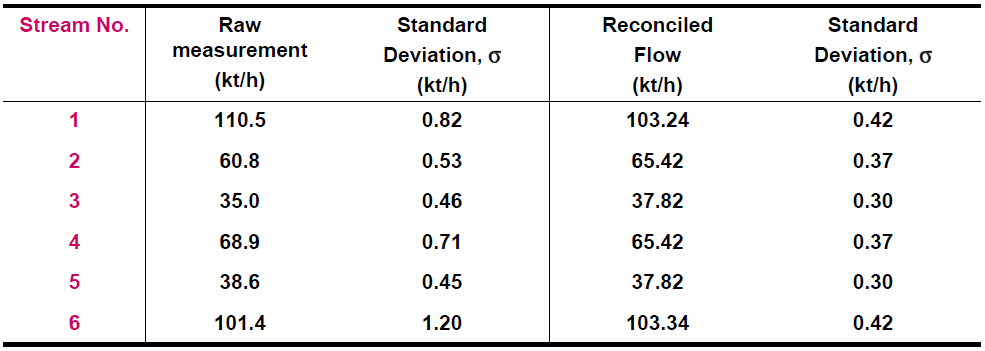 Stream No. Raw measurement (kt/h) Standard Deviation, σ (kt/h) Reconciled Flow (kt/h) Standard Deviation, σ (kt/h)
1 110.5 0.82 103.24 0.42
2 60.8 0.53 65.42 0.37
3 35.0 0.46 37.82 0.30
4 68.9 0.71 65.42 0.37
5 38.6 0.45 37.82 0.30
6 101.4 1.20 103.34 0.42